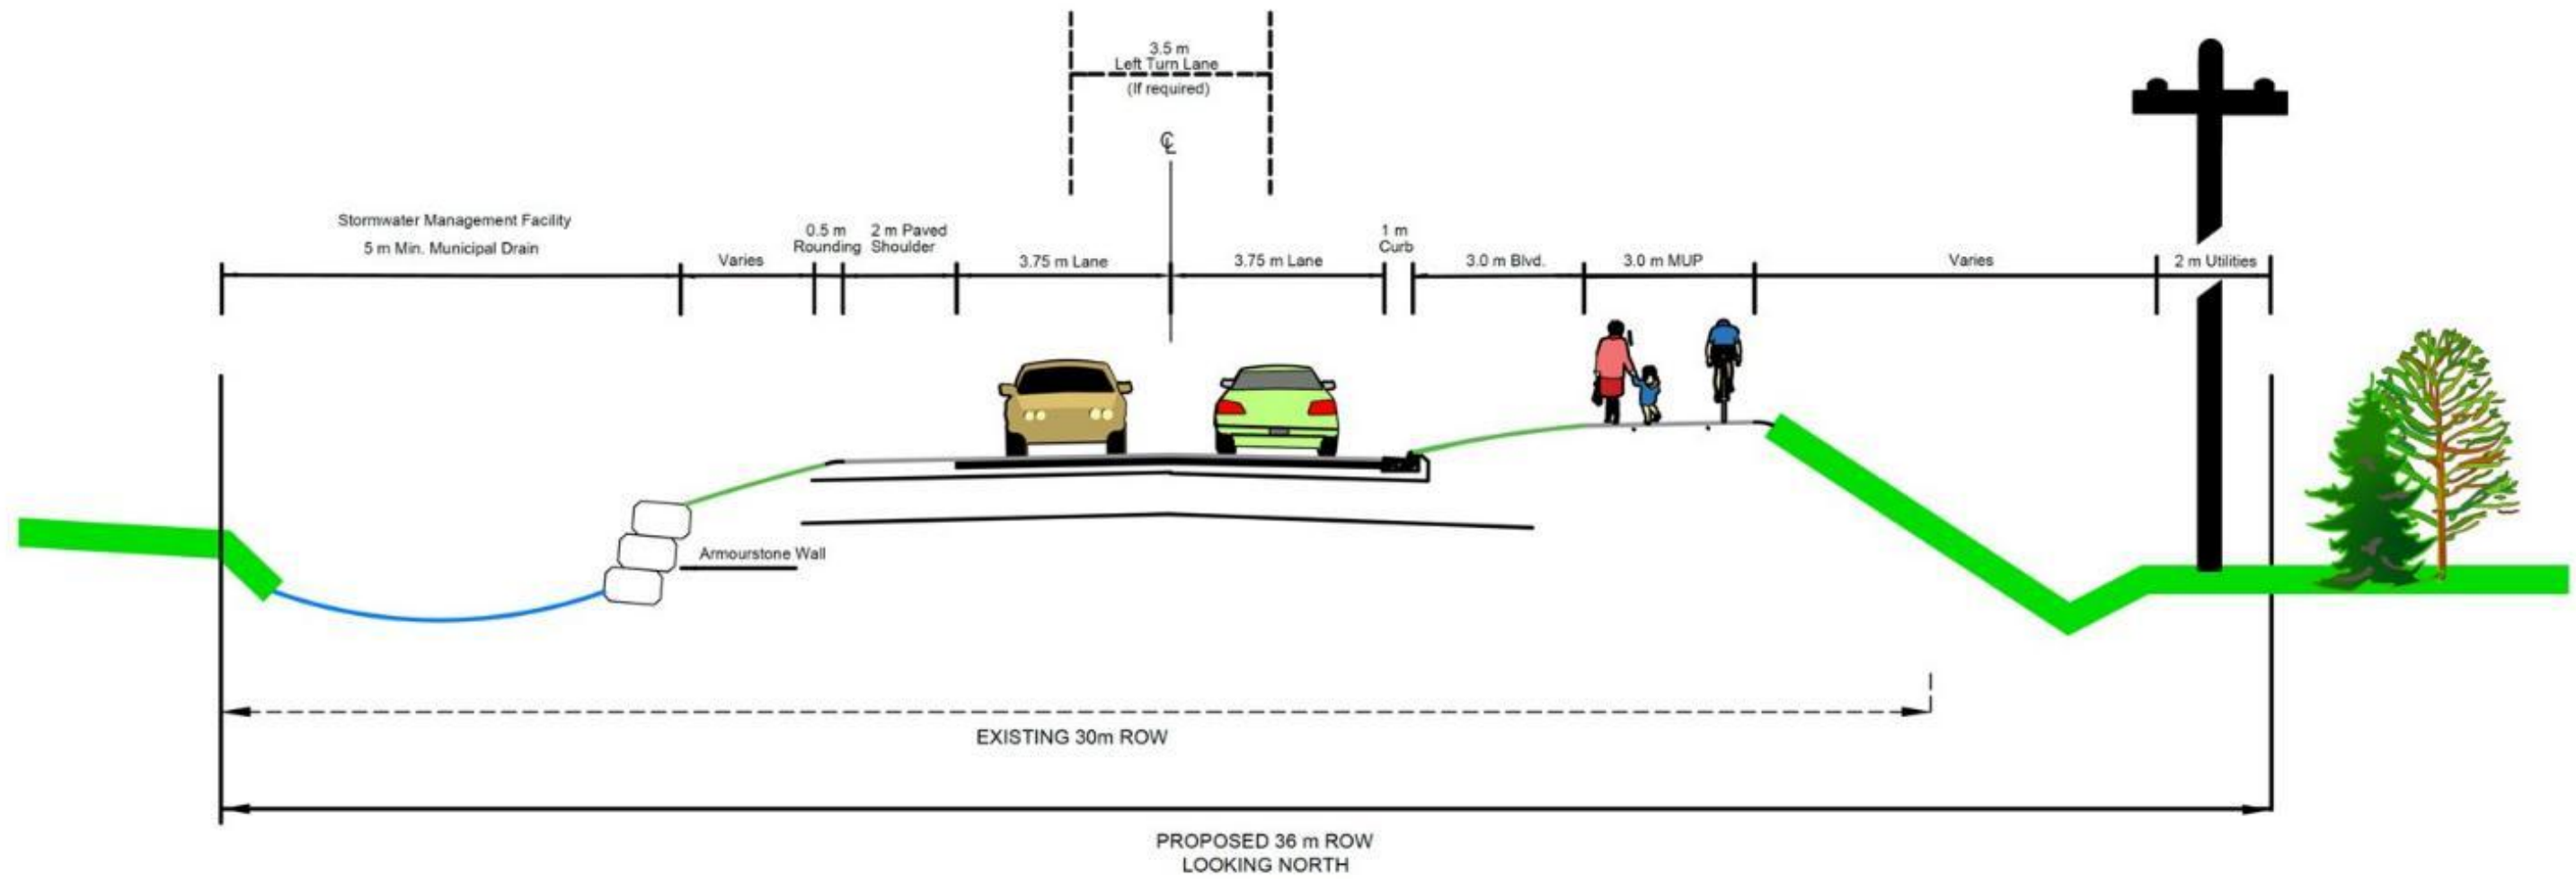 3.5 m
Left Turn Lane
(If required)
℄
Stormwater Management Facility
5 m Min. Municipal Drain
Varies
0.5 m
Rounding
2 m Paved
Shoulder
3.75 m Lane
3.75 m Lane
1 m
Curb
3.0 m Blvd.
3.0 m MUP
Varies
2 m Utilities
Armourstone Wall
EXISTING 30m ROW
PROPOSED 36 m ROW
LOOKING NORTH